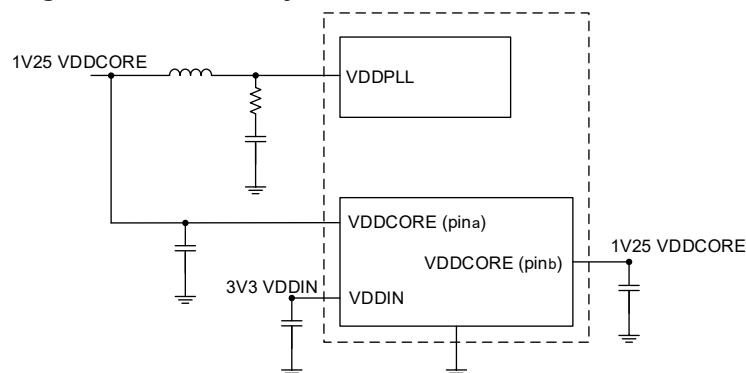 1V25 VDDCORE
VDDPLL
VDDCORE (pina)
1V25 VDDCORE
VDDCORE (pinb)
3V3 VDDIN
VDDIN